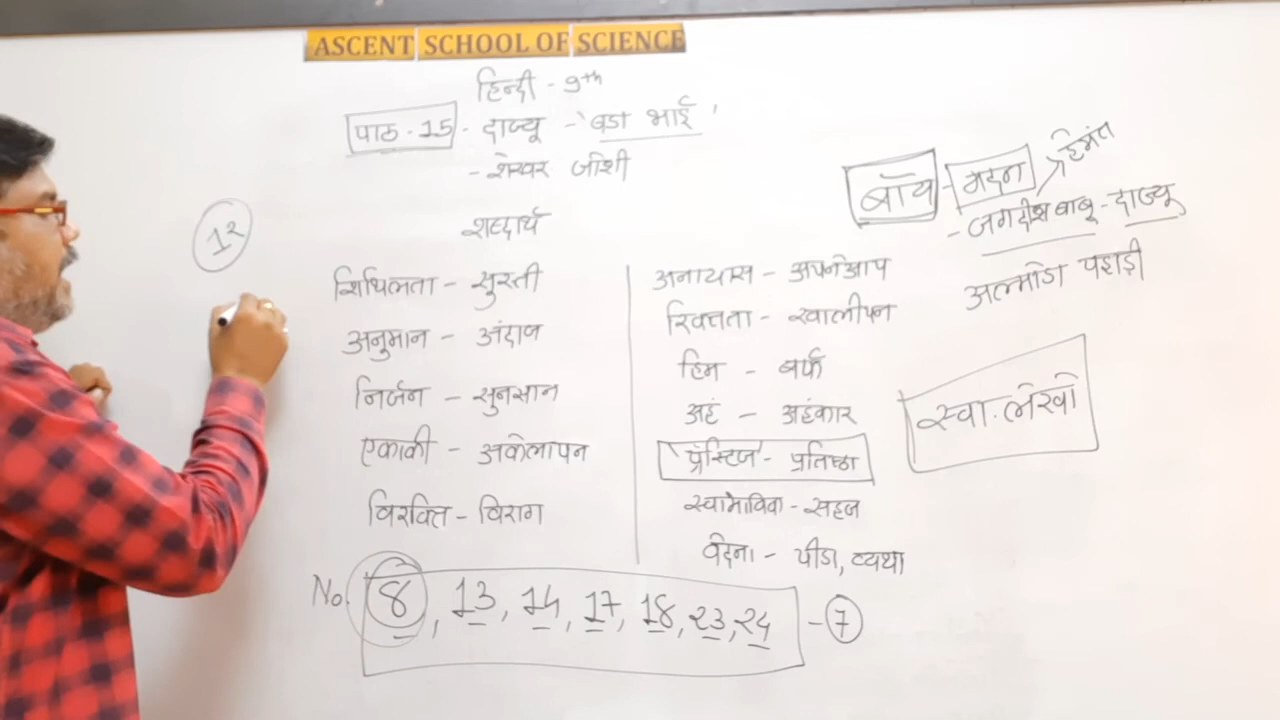 ASCENT SCHOOL OF SCIENCE
हिन्दी - 9th
पाठ - 15 - दाज्यू - 'बडा भाई'
- शेखर जोशी
शब्दार्थ
12
शिथिलता - सुस्ती
अनुमान - अंदाज
निर्जन - सुनसान
एकाकी - अकेलापन
विरक्ति - विराग
अनायास - अपनेआप
रिक्तता - खालीपन
हिम - बर्फ
अहं - अहंकार
'प्रॅस्टिज' - प्रतिष्ठा
स्वाभाविक - सहज
वेदना - पीडा, व्यथा
बॉय - मदन
हेमंत
- जगदीश बाबू - दाज्यू
अल्मोडा पहाडी
स्वा. लेखो
No. 8, 13, 14, 17, 18, 23, 24 - 7